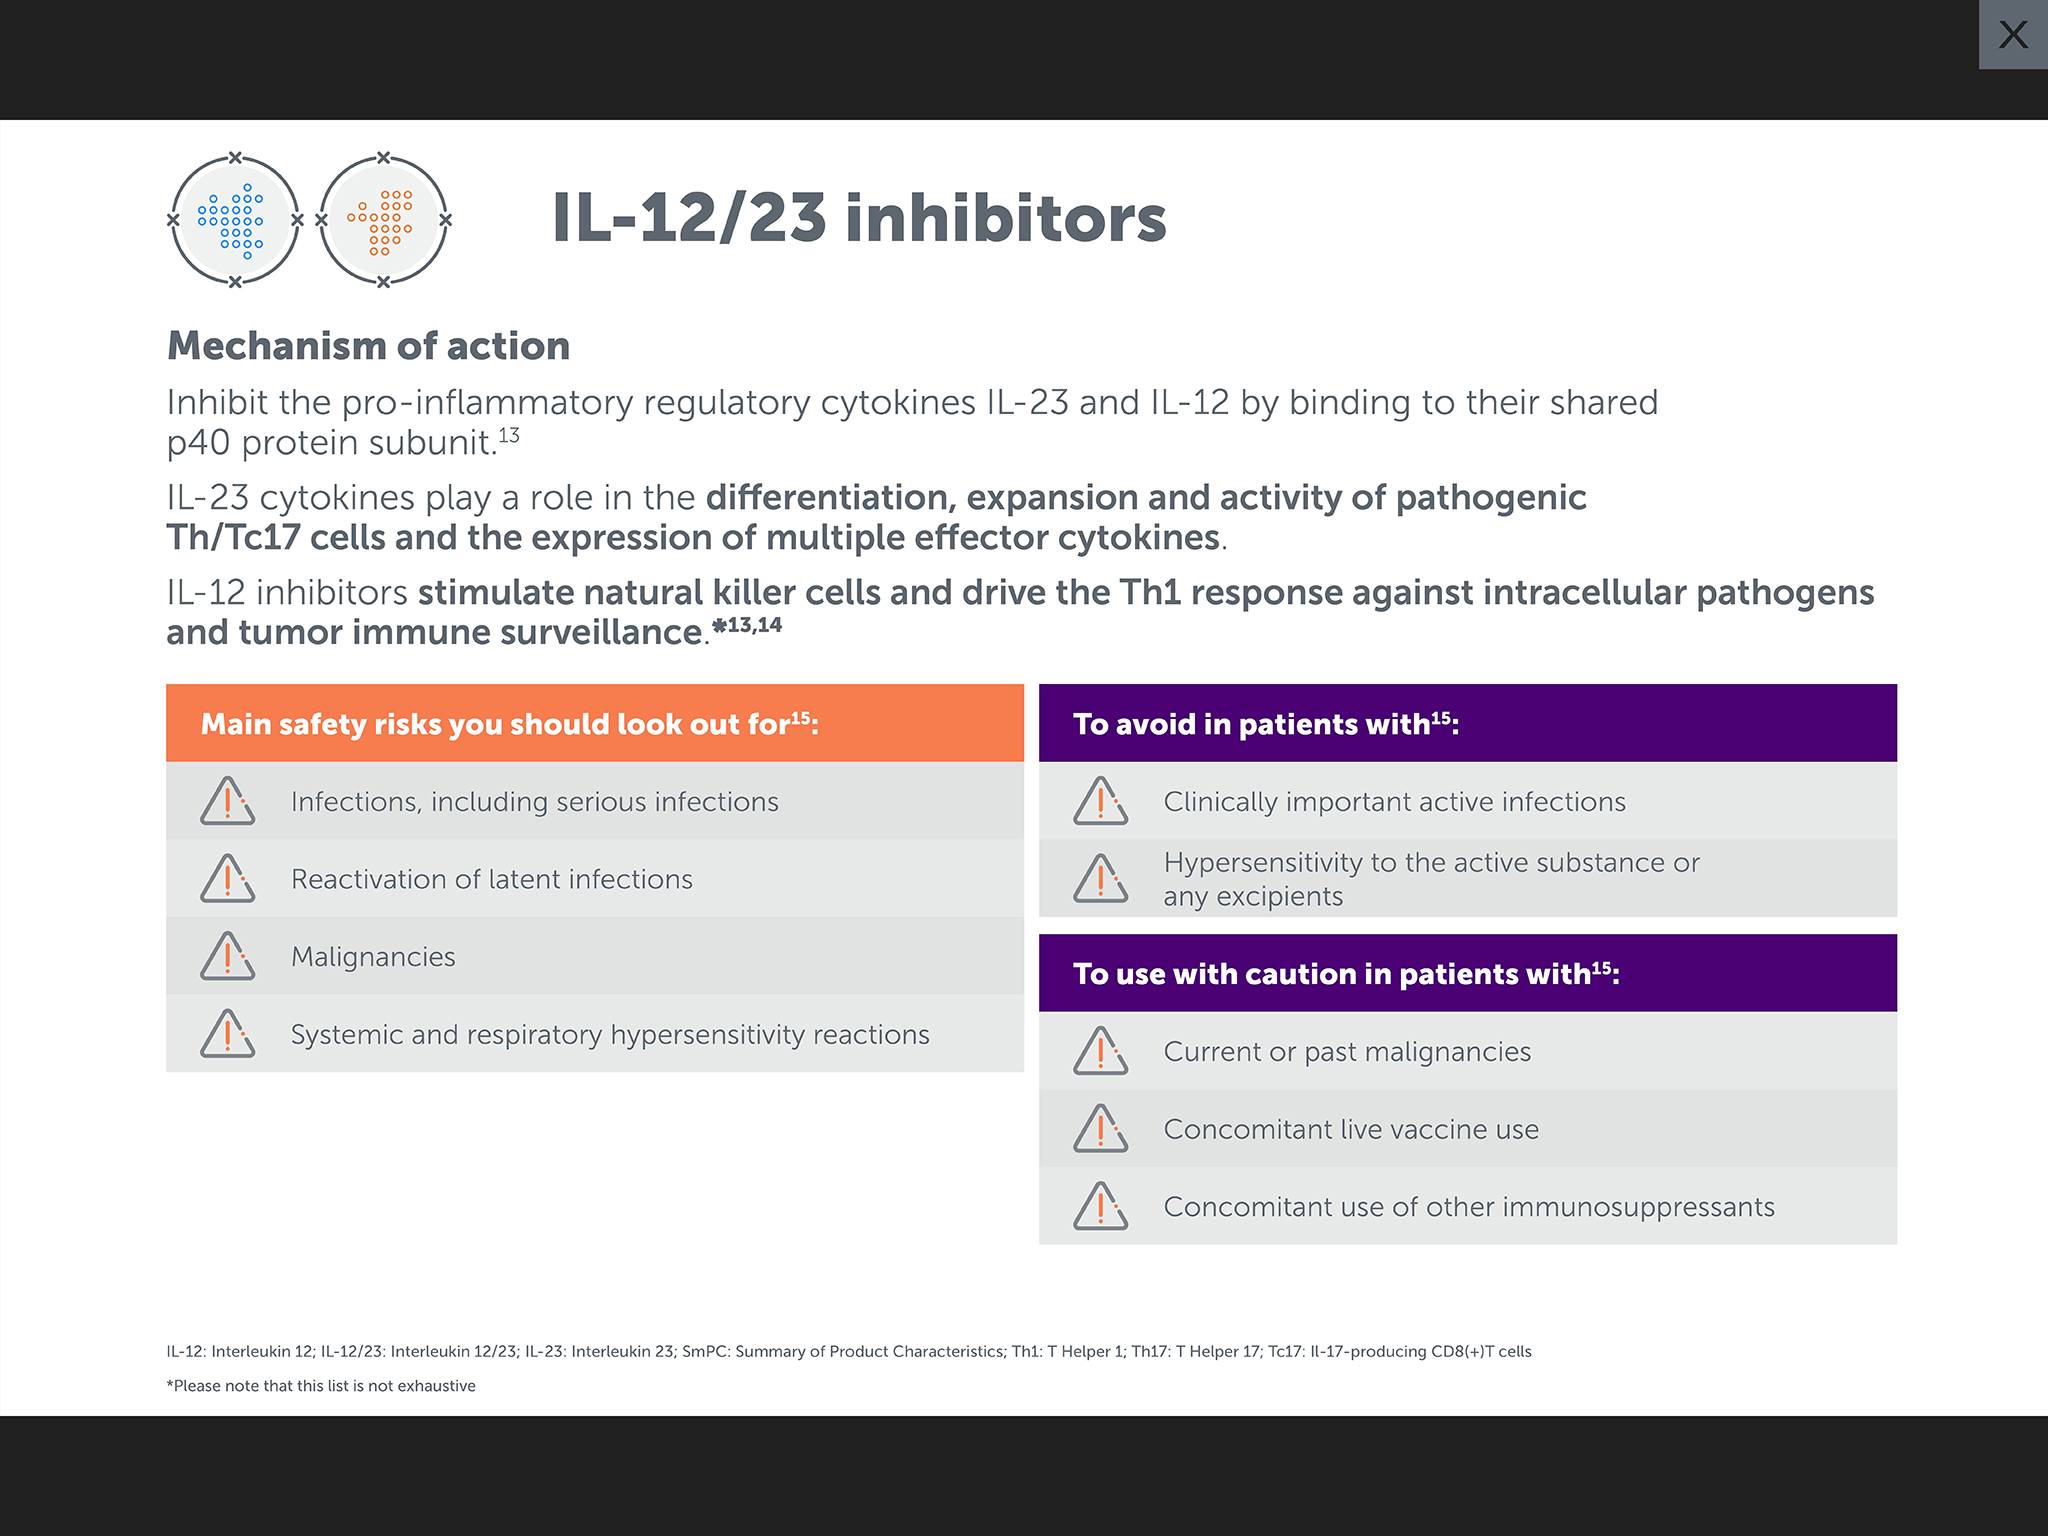 X
IL-12/23 inhibitors
Mechanism of action
Inhibit the pro-inflammatory regulatory cytokines IL-23 and IL-12 by binding to their shared
p40 protein subunit.13
IL-23 cytokines play a role in the differentiation, expansion and activity of pathogenic
Th/Tc17 cells and the expression of multiple effector cytokines.
IL-12 inhibitors stimulate natural killer cells and drive the Th1 response against intracellular pathogens
and tumor immune surveillance.*13,14
Main safety risks you should look out for15:
Infections, including serious infections
Reactivation of latent infections
Malignancies
Systemic and respiratory hypersensitivity reactions
To avoid in patients with15:
Clinically important active infections
Hypersensitivity to the active substance or
any excipients
To use with caution in patients with15:
Current or past malignancies
Concomitant live vaccine use
Concomitant use of other immunosuppressants
IL-12: Interleukin 12; IL-12/23: Interleukin 12/23; IL-23: Interleukin 23; SmPC: Summary of Product Characteristics; Th1: T Helper 1; Th17: T Helper 17; Tc17: Il-17-producing CD8(+)T cells
*Please note that this list is not exhaustive